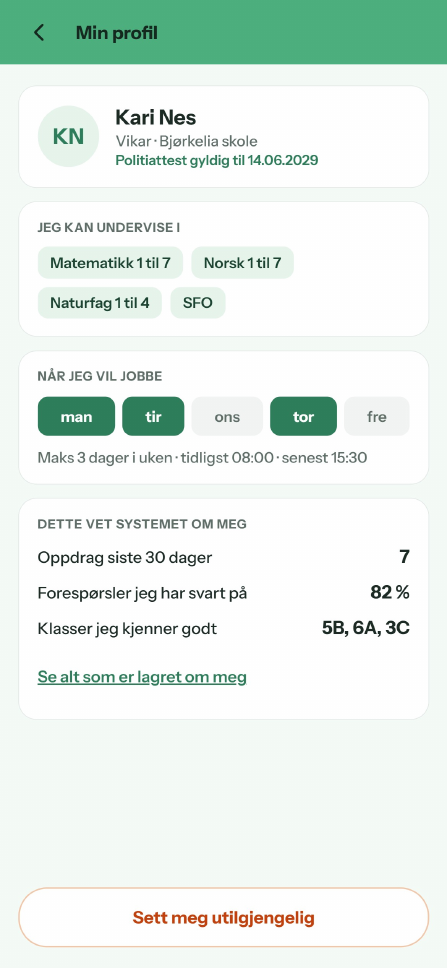 Min profil
KN
Kari Nes
Vikar · Bjørkelia skole
Politiattest gyldig til 14.06.2029
JEG KAN UNDERVISE I
Matematikk 1 til 7 Norsk 1 til 7
Naturfag 1 til 4 SFO
NÅR JEG VIL JOBBE
man tir ons tor fre
Maks 3 dager i uken · tidligst 08:00 · senest 15:30
DETTE VET SYSTEMET OM MEG
Oppdrag siste 30 dager 7
Forespørsler jeg har svart på 82 %
Klasser jeg kjenner godt 5B, 6A, 3C
Se alt som er lagret om meg
Sett meg utilgjengelig